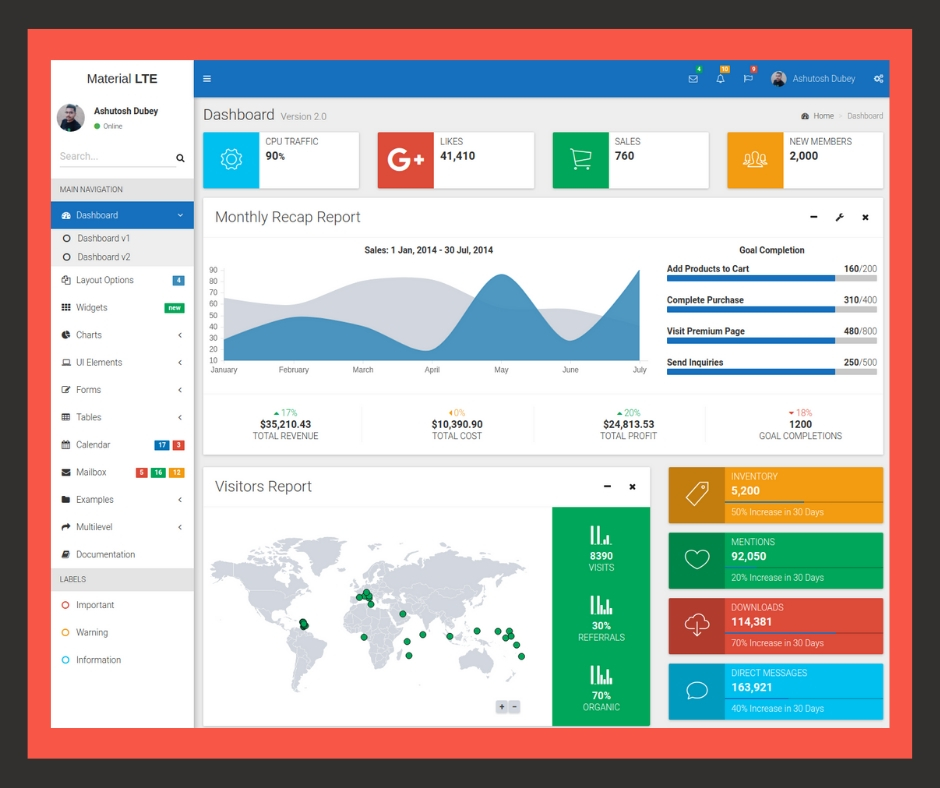 Material LTE
Ashutosh Dubey
Online
Search...
MAIN NAVIGATION
Dashboard
Dashboard v1
Dashboard v2
Layout Options 4
Widgets new
Charts
UI Elements
Forms
Tables
Calendar 17 3
Mailbox 5 16 12
Examples
Multilevel
Documentation
LABELS
Important
Warning
Information
4 10 9 Ashutosh Dubey
Dashboard Version 2.0
Home > Dashboard
CPU TRAFFIC
90%
G+
LIKES
41,410
SALES
760
NEW MEMBERS
2,000
Monthly Recap Report
Sales: 1 Jan, 2014 - 30 Jul, 2014
90
80
70
60
50
40
30
20
10
January February March April May June July
Goal Completion
Add Products to Cart 160/200
Complete Purchase 310/400
Visit Premium Page 480/800
Send Inquiries 250/500
17%
$35,210.43
TOTAL REVENUE
0%
$10,390.90
TOTAL COST
20%
$24,813.53
TOTAL PROFIT
18%
1200
GOAL COMPLETIONS
Visitors Report
+ −
8390
VISITS
30%
REFERRALS
70%
ORGANIC
INVENTORY
5,200
50% Increase in 30 Days
MENTIONS
92,050
20% Increase in 30 Days
DOWNLOADS
114,381
70% Increase in 30 Days
DIRECT MESSAGES
163,921
40% Increase in 30 Days